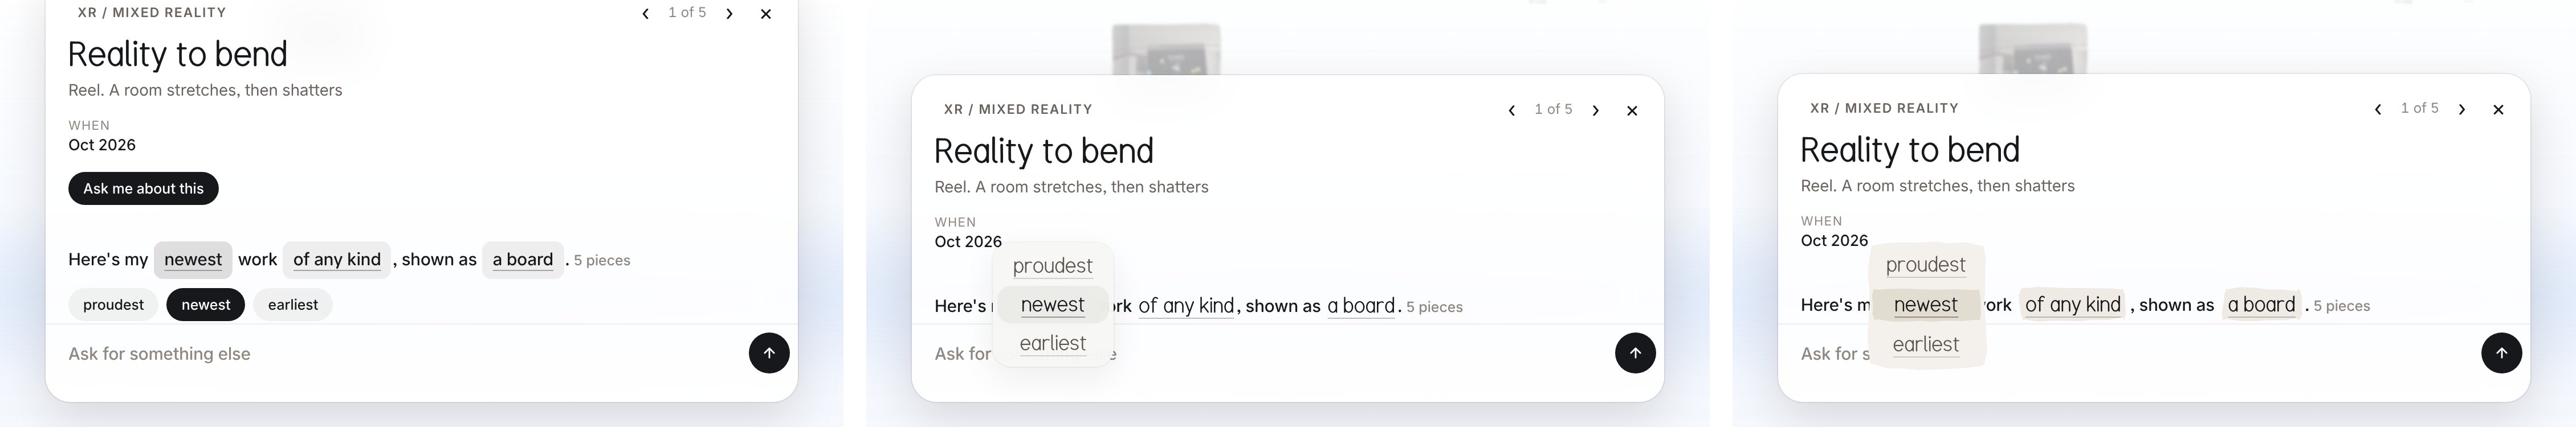 XR / MIXED REALITY
1 of 5
Reality to bend
Reel. A room stretches, then shatters
WHEN
Oct 2026
Ask me about this
Here's my newest work of any kind, shown as a board. 5 pieces
proudest newest earliest
Ask for something else
XR / MIXED REALITY
1 of 5
Reality to bend
Reel. A room stretches, then shatters
WHEN
Oct 2026
proudest
Here's newest rk of any kind, shown as a board. 5 pieces
earliest
Ask for e
XR / MIXED REALITY
1 of 5
Reality to bend
Reel. A room stretches, then shatters
WHEN
Oct 2026
proudest
Here's m newest ork of any kind, shown as a board. 5 pieces
earliest
Ask for s